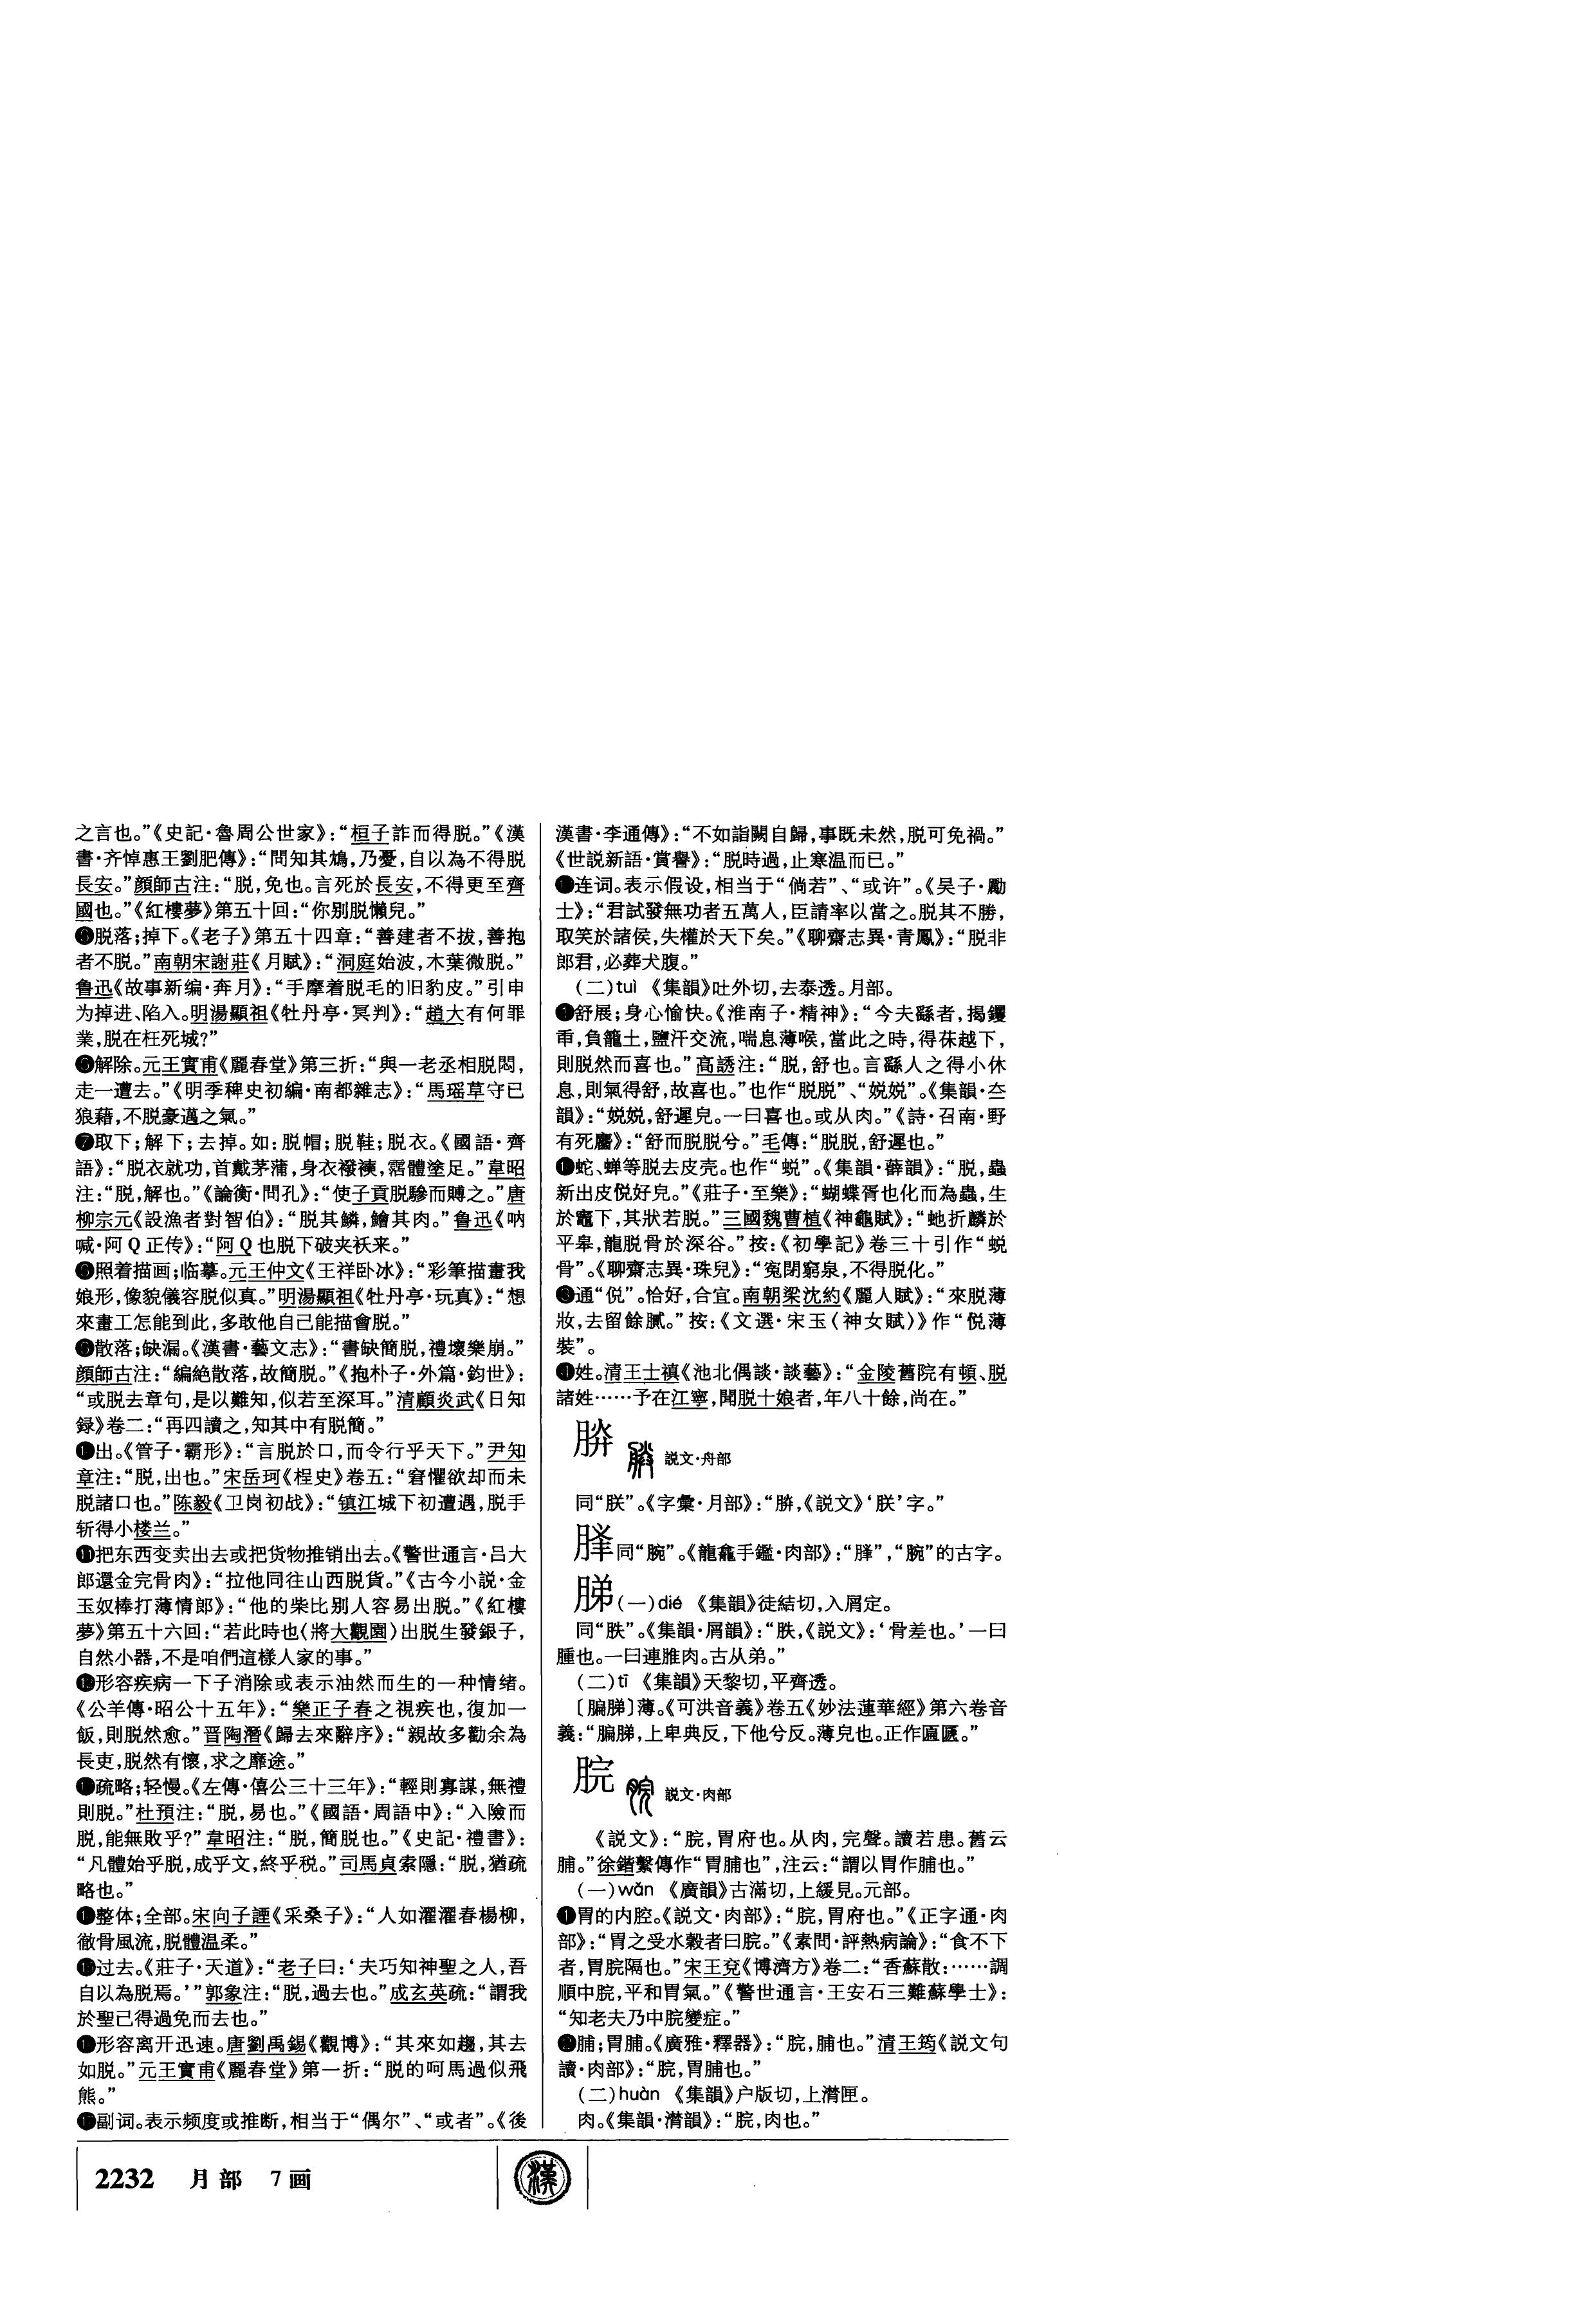 之言也。”《史記·魯周公世家》：“桓子詐而得脱。”《漢
書·齐悼惠王劉肥傳》：“問知其鴆，乃憂，自以為不得脱
長安。”顔師古注：“脱，免也。言死於長安，不得更至齊
國也。”《紅樓夢》第五十回：“你别脱懶兒。”
脱落；掉下。《老子》第五十四章：“善建者不拔，善抱
者不脱。”南朝宋謝莊《月賦》：“洞庭始波，木葉微脱。”
鲁迅《故事新编·奔月》：“手摩着脱毛的旧豹皮。”引申
为掉进、陷入。明湯顯祖《牡丹亭·冥判》：“趙大有何罪
業，脱在枉死城？”
解除。元王實甫《麗春堂》第三折：“與一老丞相脱悶，
走一遭去。”《明季稗史初編·南都雜志》：“馬瑶草守已
狼藉，不脱豪邁之氣。”
❼取下；解下；去掉。如：脱帽；脱鞋；脱衣。《國語·齊
語》：“脱衣就功，首戴茅蒲，身衣襏襫，霑體塗足。”韋昭
注：“脱，解也。”《論衡·問孔》：“使子貢脱驂而賻之。”唐
柳宗元《設漁者對智伯》：“脱其鱗，鱠其肉。”鲁迅《呐
喊·阿Q正传》：“阿Q也脱下破夹袄来。”
照着描画；临摹。元王仲文《王祥卧冰》：“彩筆描畫我
娘形，像貌儀容脱似真。”明湯顯祖《牡丹亭·玩真》：“想
來畫工怎能到此，多敢他自己能描會脱。”
散落；缺漏。《漢書·藝文志》：“書缺簡脱，禮壞樂崩。”
顔師古注：“編絶散落，故簡脱。”《抱朴子·外篇·鈞世》：
“或脱去章句，是以難知，似若至深耳。”清顧炎武《日知
録》卷二：“再四讀之，知其中有脱簡。”
出。《管子·霸形》：“言脱於口，而令行乎天下。”尹知
章注：“脱，出也。”宋岳珂《桯史》卷五：“窘懼欲却而未
脱諸口也。”陈毅《卫岗初战》：“镇江城下初遭遇，脱手
斩得小楼兰。”
⓫把东西变卖出去或把货物推销出去。《警世通言·吕大
郎還金完骨肉》：“拉他同往山西脱貨。”《古今小説·金
玉奴棒打薄情郎》：“他的柴比别人容易出脱。”《紅樓
夢》第五十六回：“若此時也〈將大觀園〉出脱生發銀子，
自然小器，不是咱們這樣人家的事。”
形容疾病一下子消除或表示油然而生的一种情绪。
《公羊傳·昭公十五年》：“樂正子春之視疾也，復加一
飯，則脱然愈。”晋陶潛《歸去來辭序》：“親故多勸余為
長吏，脱然有懷，求之靡途。”
疏略；轻慢。《左傳·僖公三十三年》：“輕則寡謀，無禮
則脱。”杜預注：“脱，易也。”《國語·周語中》：“入險而
脱，能無敗乎？”韋昭注：“脱，簡脱也。”《史記·禮書》：
“凡體始乎脱，成乎文，終乎税。”司馬貞索隱：“脱，猶疏
略也。”
整体；全部。宋向子諲《采桑子》：“人如濯濯春楊柳，
徹骨風流，脱體温柔。”
过去。《莊子·天道》：“老子曰：‘夫巧知神聖之人，吾
自以為脱焉。’”郭象注：“脱，過去也。”成玄英疏：“謂我
於聖已得過免而去也。”
形容离开迅速。唐劉禹錫《觀博》：“其來如趨，其去
如脱。”元王實甫《麗春堂》第一折：“脱的呵馬過似飛
熊。”
副词。表示频度或推断，相当于“偶尔”、“或者”。《後
漢書·李通傳》：“不如詣闕自歸，事既未然，脱可免禍。”
《世説新語·賞譽》：“脱時過，止寒温而已。”
连词。表示假设，相当于“倘若”、“或许”。《吴子·勵
士》：“君試發無功者五萬人，臣請率以當之。脱其不勝，
取笑於諸侯，失權於天下矣。”《聊齋志異·青鳳》：“脱非
郎君，必葬犬腹。”
（二）tuì 《集韻》吐外切，去泰透。月部。
❶舒展；身心愉快。《淮南子·精神》：“今夫繇者，揭钁
臿，負籠土，鹽汗交流，喘息薄喉，當此之時，得茠越下，
則脱然而喜也。”高誘注：“脱，舒也。言繇人之得小休
息，則氣得舒，故喜也。”也作“脱脱”、“娧娧”。《集韻·夳
韻》：“娧娧，舒遲皃。一曰喜也。或从肉。”《詩·召南·野
有死麕》：“舒而脱脱兮。”毛傳：“脱脱，舒遲也。”
蛇、蝉等脱去皮壳。也作“蜕”。《集韻·薛韻》：“脱，蟲
新出皮悦好皃。”《莊子·至樂》：“蝴蝶胥也化而為蟲，生
於竈下，其狀若脱。”三國魏曹植《神龜賦》：“虵折鱗於
平皋，龍脱骨於深谷。”按：《初學記》卷三十引作“蜕
骨”。《聊齋志異·珠兒》：“寃閉窮泉，不得脱化。”
❸通“倪”。恰好，合宜。南朝梁沈約《麗人賦》：“來脱薄
妝，去留餘膩。”按：《文選·宋玉〈神女賦〉》作“悦薄
裝”。
❹姓。清王士禛《池北偶談·談藝》：“金陵舊院有頓、脱
諸姓……予在江寧，聞脱十娘者，年八十餘，尚在。”
䑞 説文·舟部
同“朕”。《字彙·月部》：“䑞，《説文》‘朕’字。”
同“腕”。《龍龕手鑑·肉部》：“”，“腕”的古字。
䏲（一）dié 《集韻》徒結切，入屑定。
同“胅”。《集韻·屑韻》：“胅，《説文》：‘骨差也。’一曰
腫也。一曰連脽肉。古从弟。”
（二）tī 《集韻》天黎切，平齊透。
〔䐔䏲〕薄。《可洪音義》卷五《妙法蓮華經》第六卷音
義：“䐔䏲，上卑典反，下他兮反。薄皃也。正作匾匲。”
脘 説文·肉部
《説文》：“脘，胃府也。从肉，完聲。讀若患。舊云
脯。”徐鍇繫傳作“胃脯也”，注云：“謂以胃作脯也。”
（一）wǎn 《廣韻》古滿切，上緩見。元部。
❶胃的内腔。《説文·肉部》：“脘，胃府也。”《正字通·肉
部》：“胃之受水穀者曰脘。”《素問·評熱病論》：“食不下
者，胃脘隔也。”宋王兗《博濟方》卷二：“香蘇散：……調
順中脘，平和胃氣。”《警世通言·王安石三難蘇學士》：
“知老夫乃中脘變症。”
❷脯；胃脯。《廣雅·釋器》：“脘，脯也。”清王筠《説文句
讀·肉部》：“脘，胃脯也。”
（二）huàn 《集韻》户版切，上潸匣。
肉。《集韻·潸韻》：“脘，肉也。”
2232 月部 7画
漢